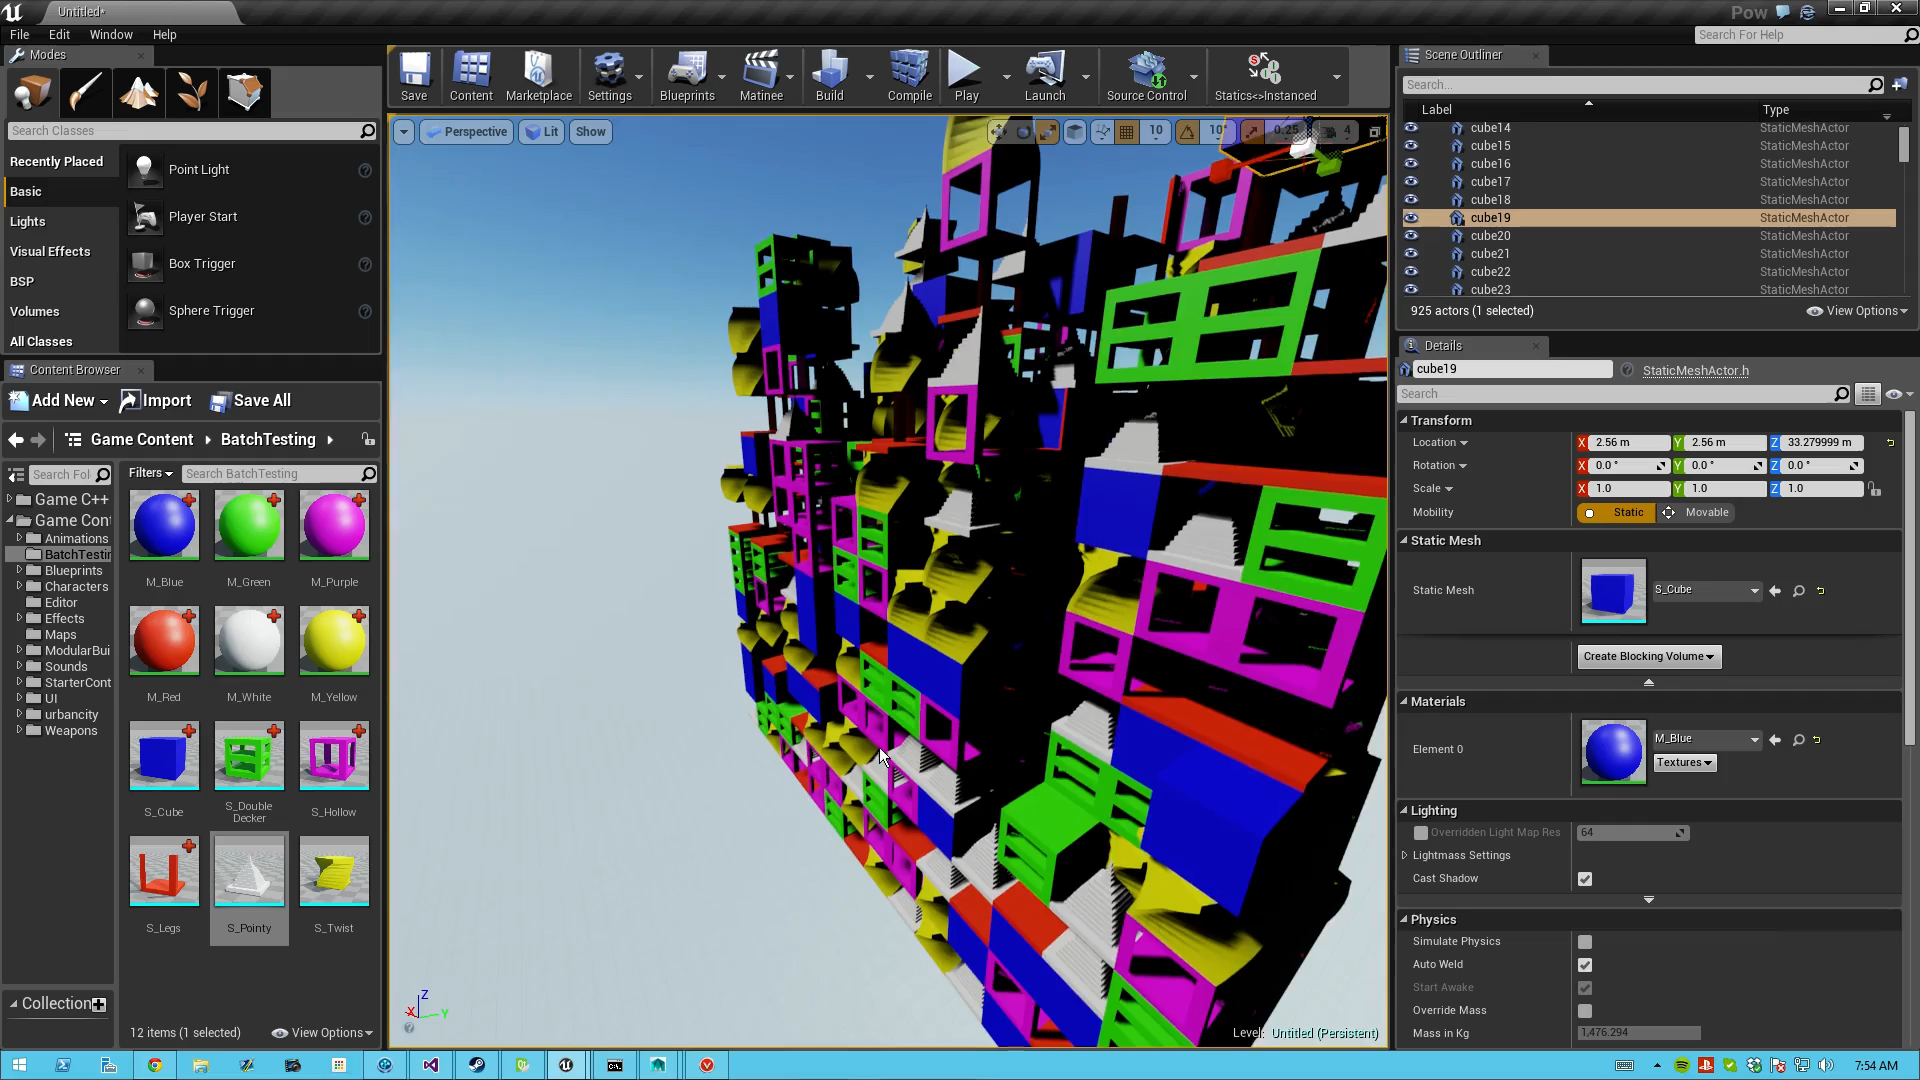 Untitled*
Pow
File Edit Window Help
Search For Help
Modes
Search Classes
Recently Placed
Basic
Lights
Visual Effects
BSP
Volumes
All Classes
Point Light
Player Start
Box Trigger
Sphere Trigger
Save Content Marketplace Settings Blueprints Matinee Build Compile Play Launch Source Control Statics<>Instanced
Perspective Lit Show
10 10° 0.25 4
Content Browser
Add New Import Save All
Game Content BatchTesting
Search Fol
Filters Search BatchTesting
Game C++
Game Cont
Animations
BatchTestin
Blueprints
Characters
Editor
Effects
Maps
ModularBui
Sounds
StarterCont
UI
urbancity
Weapons
Collection
M_Blue M_Green M_Purple
M_Red M_White M_Yellow
S_Cube S_Double Decker S_Hollow
S_Legs S_Pointy S_Twist
12 items (1 selected) View Options
Z
X Y
Level: Untitled (Persistent)
Scene Outliner
Search...
Label Type
cube14 StaticMeshActor
cube15 StaticMeshActor
cube16 StaticMeshActor
cube17 StaticMeshActor
cube18 StaticMeshActor
cube19 StaticMeshActor
cube20 StaticMeshActor
cube21 StaticMeshActor
cube22 StaticMeshActor
cube23 StaticMeshActor
925 actors (1 selected) View Options
Details
cube19 StaticMeshActor.h
Search
Transform
Location X 2.56 m Y 2.56 m Z 33.279999 m
Rotation X 0.0 ° Y 0.0 ° Z 0.0 °
Scale X 1.0 Y 1.0 Z 1.0
Mobility Static Movable
Static Mesh
Static Mesh S_Cube
Create Blocking Volume
Materials
Element 0 M_Blue
Textures
Lighting
Overridden Light Map Res 64
Lightmass Settings
Cast Shadow
Physics
Simulate Physics
Auto Weld
Start Awake
Override Mass
Mass in Kg 1,476.294
7:54 AM